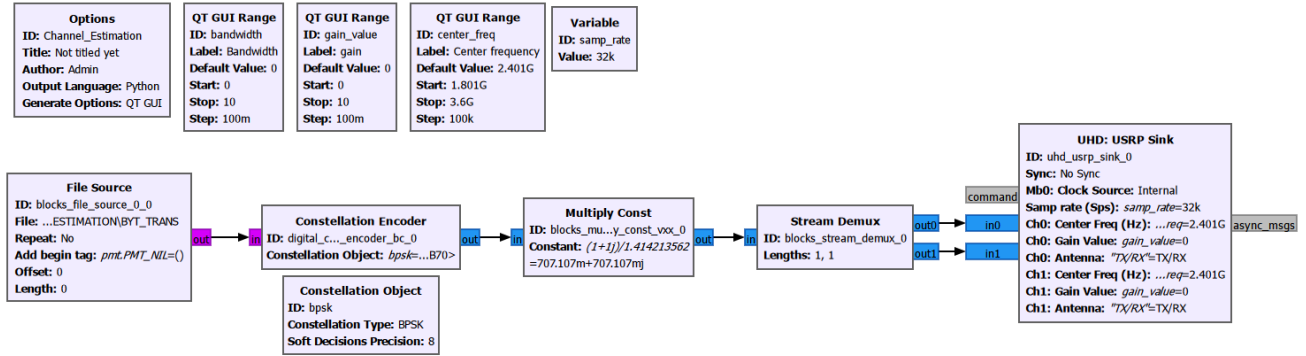 Options
ID: Channel_Estimation
Title: Not titled yet
Author: Admin
Output Language: Python
Generate Options: QT GUI
QT GUI Range
ID: bandwidth
Label: Bandwidth
Default Value: 0
Start: 0
Stop: 10
Step: 100m
QT GUI Range
ID: gain_value
Label: gain
Default Value: 0
Start: 0
Stop: 10
Step: 100m
QT GUI Range
ID: center_freq
Label: Center frequency
Default Value: 2.401G
Start: 1.801G
Stop: 3.6G
Step: 100k
Variable
ID: samp_rate
Value: 32k
File Source
ID: blocks_file_source_0_0
File: ...ESTIMATION\BYT_TRANS
Repeat: No
Add begin tag: pmt.PMT_NIL=()
Offset: 0
Length: 0
out
in
Constellation Encoder
ID: digital_c..._encoder_bc_0
Constellation Object: bpsk=...B70>
out
Constellation Object
ID: bpsk
Constellation Type: BPSK
Soft Decisions Precision: 8
in
Multiply Const
ID: blocks_mu...y_const_vxx_0
Constant: (1+1j)/1.414213562
=707.107m+707.107mj
out
in
Stream Demux
ID: blocks_stream_demux_0
Lengths: 1, 1
out0
out1
command
in0
in1
UHD: USRP Sink
ID: uhd_usrp_sink_0
Sync: No Sync
Mb0: Clock Source: Internal
Samp rate (Sps): samp_rate=32k
Ch0: Center Freq (Hz): ...req=2.401G
Ch0: Gain Value: gain_value=0
Ch0: Antenna: "TX/RX"=TX/RX
Ch1: Center Freq (Hz): ...req=2.401G
Ch1: Gain Value: gain_value=0
Ch1: Antenna: "TX/RX"=TX/RX
async_msgs